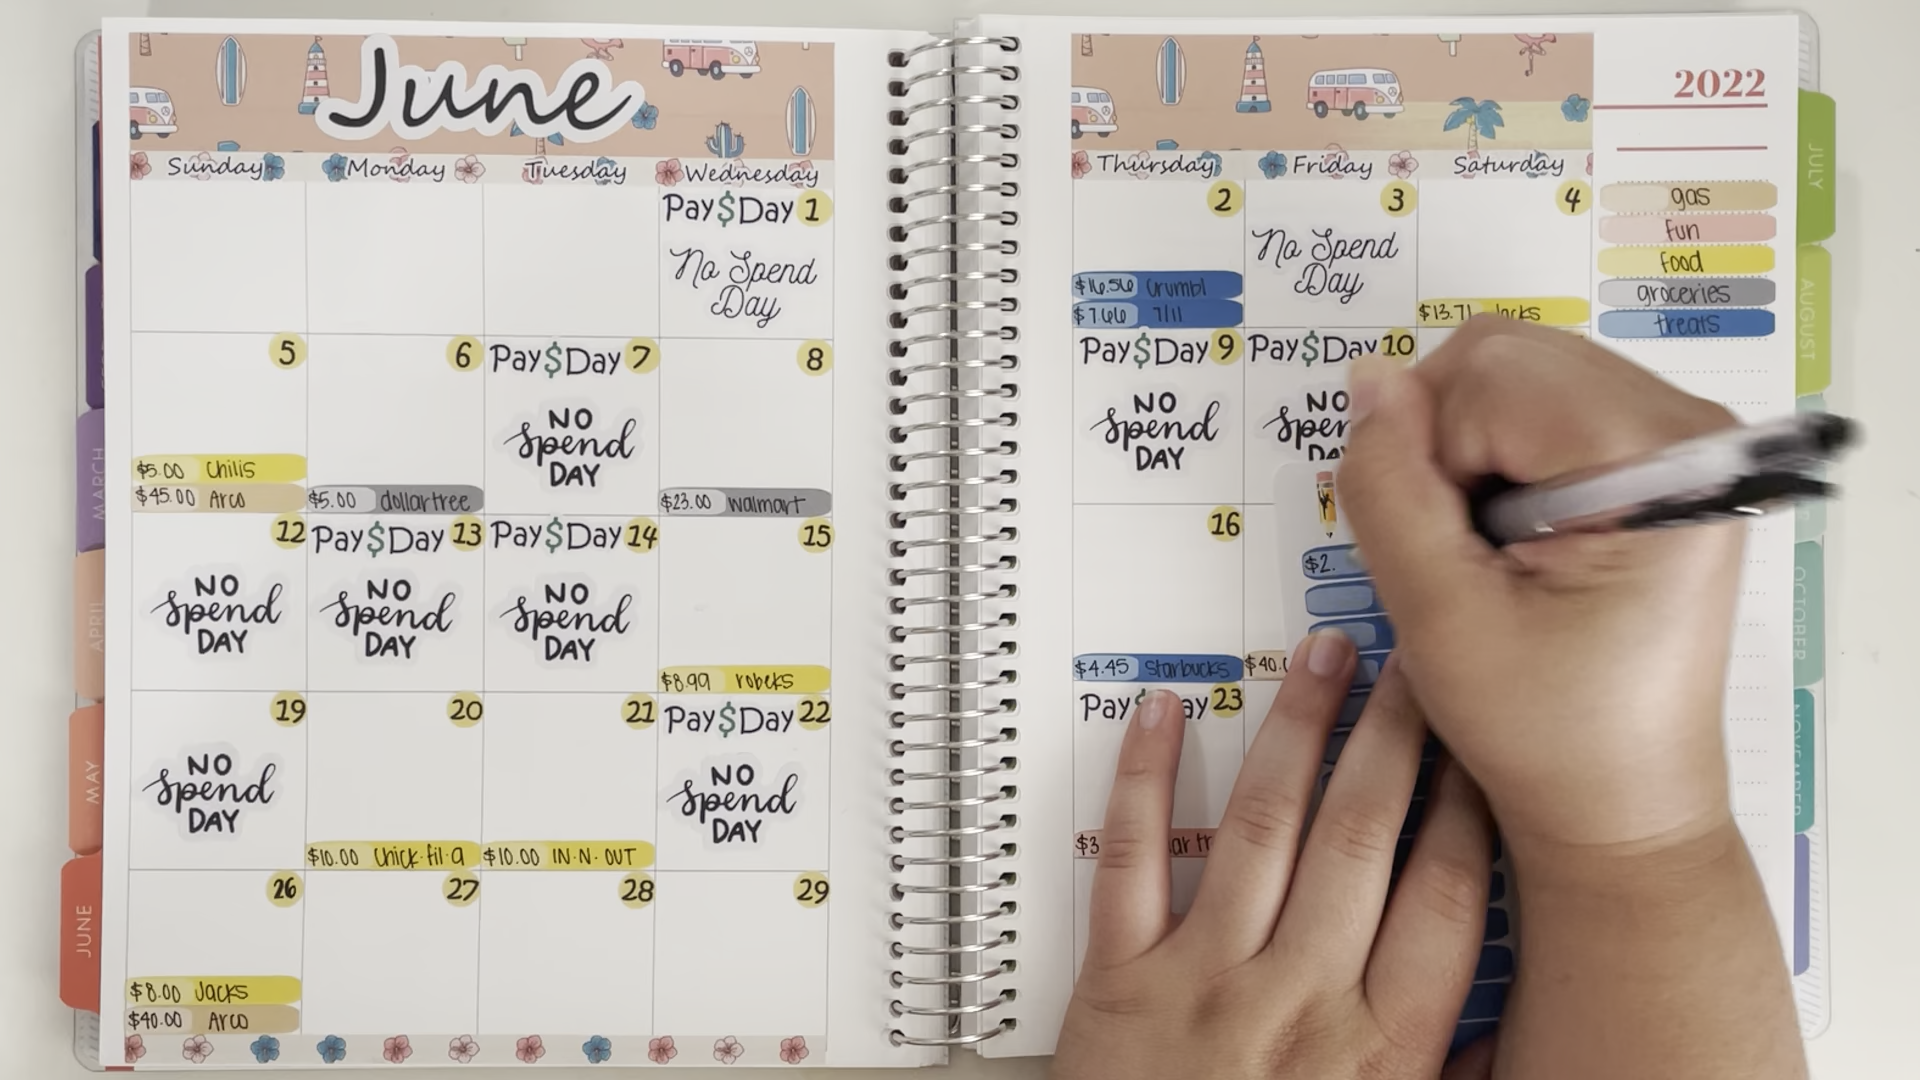 June
2022
Sunday Monday Tuesday Wednesday Thursday Friday Saturday
Pay$Day 1
No Spend
Day
2
$16.56 Crumbl
$7.66 7/11
3
No Spend
Day
4
$13.71
5
$5.00 Chilis
$45.00 Arco
6
$5.00 dollartree
Pay$Day 7
NO
Spend
DAY
8
$23.00 walmart
Pay$Day 9
NO
Spend
DAY
Pay$Day 10
NO
12
NO
Spend
DAY
Pay$Day 13
NO
Spend
DAY
Pay$Day 14
NO
Spend
DAY
15
$8.99 robeks
16
$4.45 Starbucks
$2.
19
NO
Spend
DAY
20
$10.00 Chick-fil-a
21
$10.00 IN-N-OUT
Pay$Day 22
NO
Spend
DAY
23
26
$8.00 Jacks
$40.00 Arco
27
28
29
gas
fun
food
groceries
treats
MARCH
APRIL
MAY
JUNE
JULY
AUGUST
OCTOBER
NOVEMBER